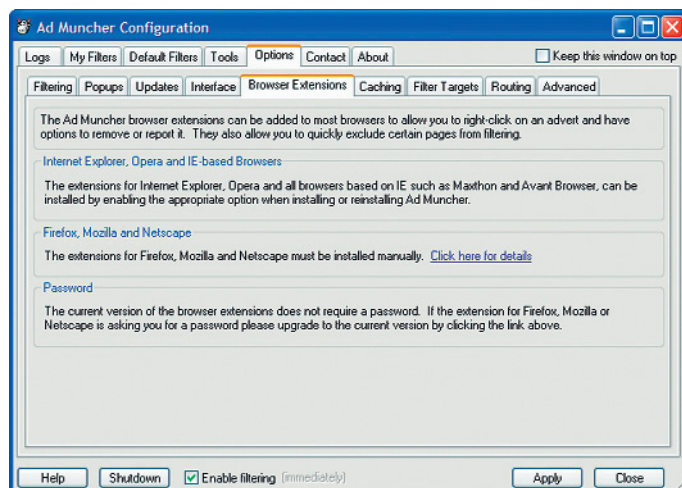 Ad Muncher Configuration
Logs My Filters Default Filters Tools Options Contact About Keep this window on top
Filtering Popups Updates Interface Browser Extensions Caching Filter Targets Routing Advanced
The Ad Muncher browser extensions can be added to most browsers to allow you to right-click on an advert and have
options to remove or report it. They also allow you to quickly exclude certain pages from filtering.
Internet Explorer, Opera and IE-based Browsers
The extensions for Internet Explorer, Opera and all browsers based on IE such as Maxthon and Avant Browser, can be
installed by enabling the appropriate option when installing or reinstalling Ad Muncher.
Firefox, Mozilla and Netscape
The extensions for Firefox, Mozilla and Netscape must be installed manually. Click here for details
Password
The current version of the browser extensions does not require a password. If the extension for Firefox, Mozilla or
Netscape is asking you for a password please upgrade to the current version by clicking the link above.
Help Shutdown Enable filtering (immediately) Apply Close